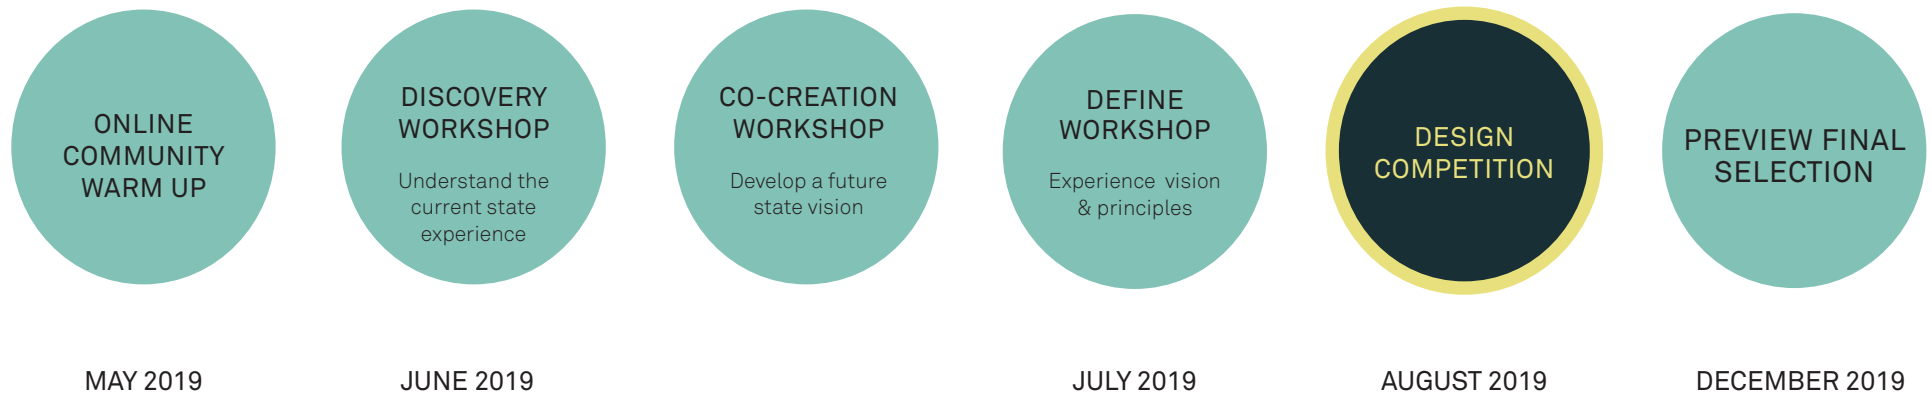 ONLINE
COMMUNITY
WARM UP
DISCOVERY
WORKSHOP
Understand the
current state
experience
CO-CREATION
WORKSHOP
Develop a future
state vision
DEFINE
WORKSHOP
Experience vision
& principles
DESIGN
COMPETITION
PREVIEW FINAL
SELECTION
MAY 2019
JUNE 2019
JULY 2019
AUGUST 2019
DECEMBER 2019